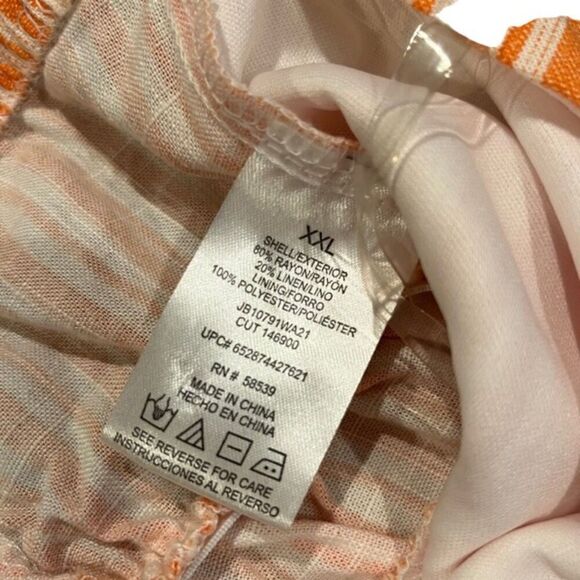 XXL
SHELL/EXTERIOR
80% RAYON/RAYÓN
20% LINEN/LINO
LINING/FORRO
100% POLYESTER/POLIÉSTER
JB10791WA21
CUT 146900
UPC# 652874427621
RN # 58539
MADE IN CHINA
HECHO EN CHINA
SEE REVERSE FOR CARE
INSTRUCCIONES AL REVERSO